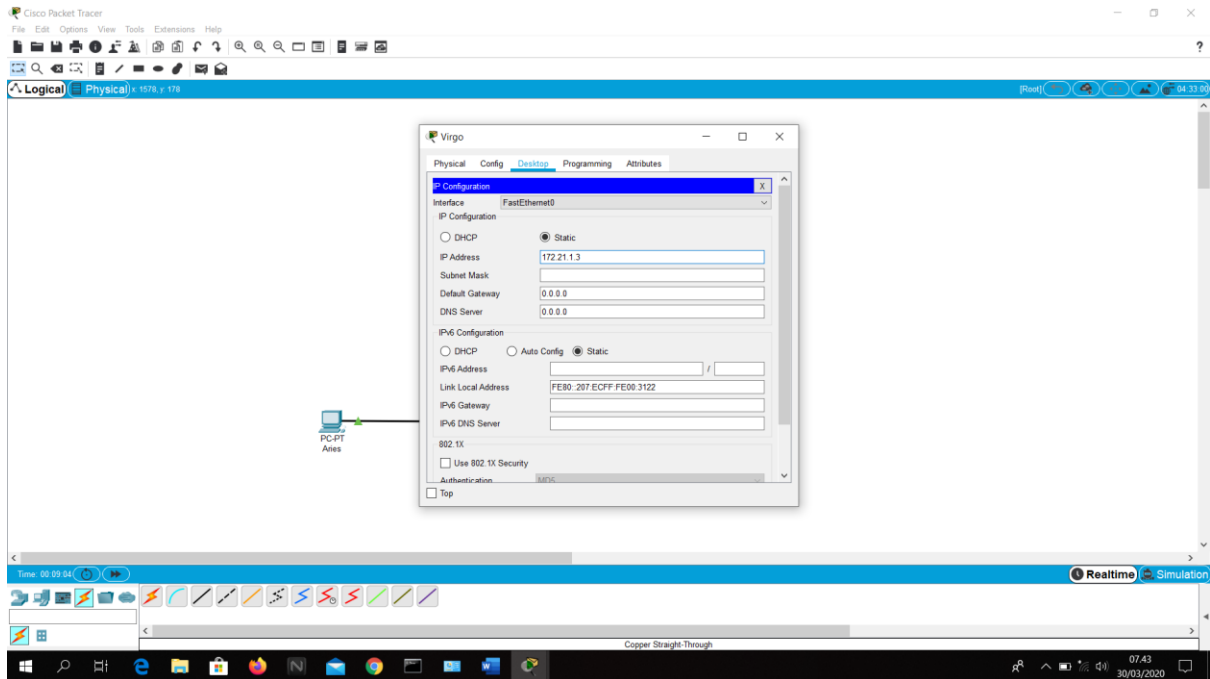 Cisco Packet Tracer
File Edit Options View Tools Extensions Help
?
Logical Physical x: 1578, y: 178 [Root] 04:33:00
Virgo
Physical Config Desktop Programming Attributes
IP Configuration X
Interface FastEthernet0
IP Configuration
DHCP Static
IP Address 172.21.1.3
Subnet Mask
Default Gateway 0.0.0.0
DNS Server 0.0.0.0
IPv6 Configuration
DHCP Auto Config Static
IPv6 Address /
Link Local Address FE80::207:ECFF:FE00:3122
IPv6 Gateway
IPv6 DNS Server
802.1X
Use 802.1X Security
Authentication MD5
Top
PC-PT
Aries
Time: 00:09:04 Realtime Simulation
Copper Straight-Through
07.43
30/03/2020